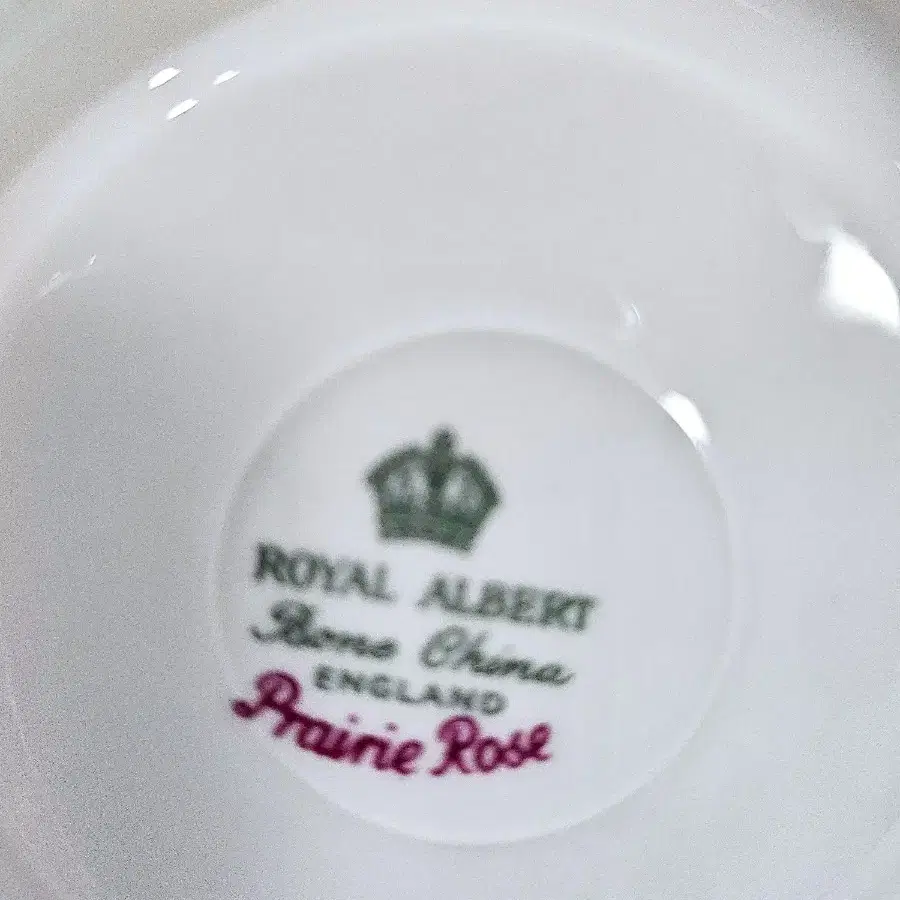 ROYAL ALBERT
Bone China
ENGLAND
Prairie Rose